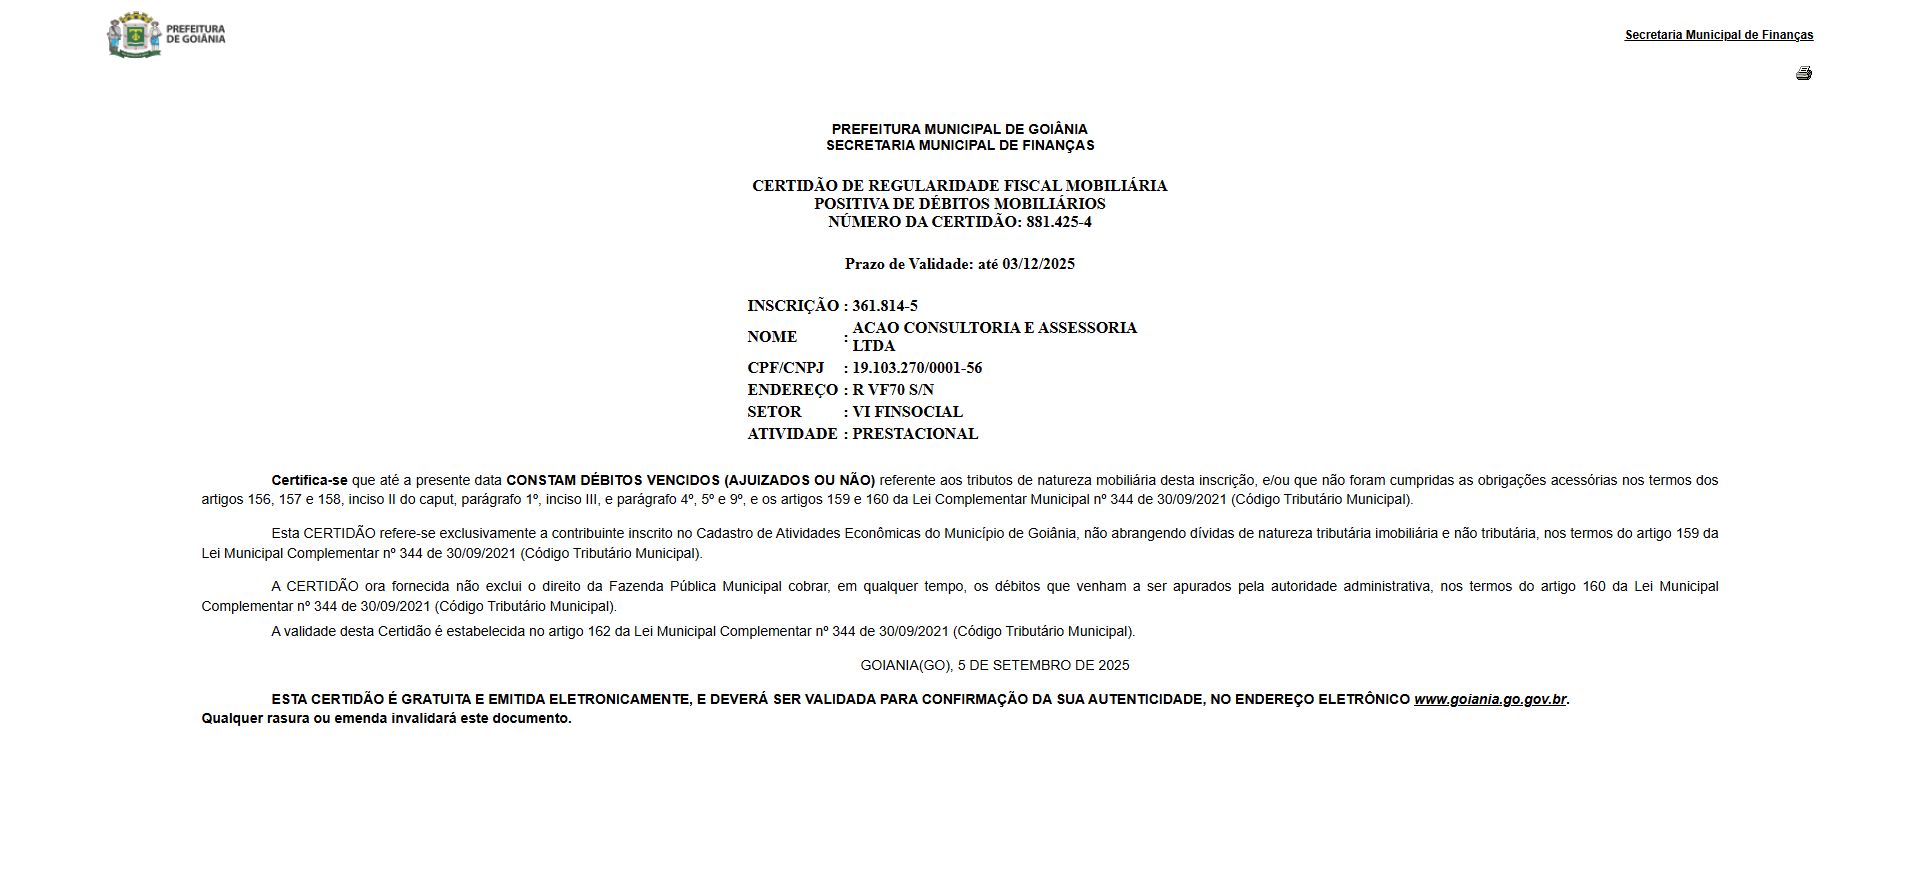 PREFEITURA
DE GOIÂNIA
Secretaria Municipal de Finanças
PREFEITURA MUNICIPAL DE GOIÂNIA
SECRETARIA MUNICIPAL DE FINANÇAS
CERTIDÃO DE REGULARIDADE FISCAL MOBILIÁRIA
POSITIVA DE DÉBITOS MOBILIÁRIOS
NÚMERO DA CERTIDÃO: 881.425-4
Prazo de Validade: até 03/12/2025
INSCRIÇÃO : 361.814-5
NOME : ACAO CONSULTORIA E ASSESSORIA
LTDA
CPF/CNPJ : 19.103.270/0001-56
ENDEREÇO : R VF70 S/N
SETOR : VI FINSOCIAL
ATIVIDADE : PRESTACIONAL
Certifica-se que até a presente data CONSTAM DÉBITOS VENCIDOS (AJUIZADOS OU NÃO) referente aos tributos de natureza mobiliária desta inscrição, e/ou que não foram cumpridas as obrigações acessórias nos termos dos
artigos 156, 157 e 158, inciso II do caput, parágrafo 1º, inciso III, e parágrafo 4º, 5º e 9º, e os artigos 159 e 160 da Lei Complementar Municipal nº 344 de 30/09/2021 (Código Tributário Municipal).
Esta CERTIDÃO refere-se exclusivamente a contribuinte inscrito no Cadastro de Atividades Econômicas do Município de Goiânia, não abrangendo dívidas de natureza tributária imobiliária e não tributária, nos termos do artigo 159 da
Lei Municipal Complementar nº 344 de 30/09/2021 (Código Tributário Municipal).
A CERTIDÃO ora fornecida não exclui o direito da Fazenda Pública Municipal cobrar, em qualquer tempo, os débitos que venham a ser apurados pela autoridade administrativa, nos termos do artigo 160 da Lei Municipal
Complementar nº 344 de 30/09/2021 (Código Tributário Municipal).
A validade desta Certidão é estabelecida no artigo 162 da Lei Municipal Complementar nº 344 de 30/09/2021 (Código Tributário Municipal).
GOIANIA(GO), 5 DE SETEMBRO DE 2025
ESTA CERTIDÃO É GRATUITA E EMITIDA ELETRONICAMENTE, E DEVERÁ SER VALIDADA PARA CONFIRMAÇÃO DA SUA AUTENTICIDADE, NO ENDEREÇO ELETRÔNICO www.goiania.go.gov.br.
Qualquer rasura ou emenda invalidará este documento.